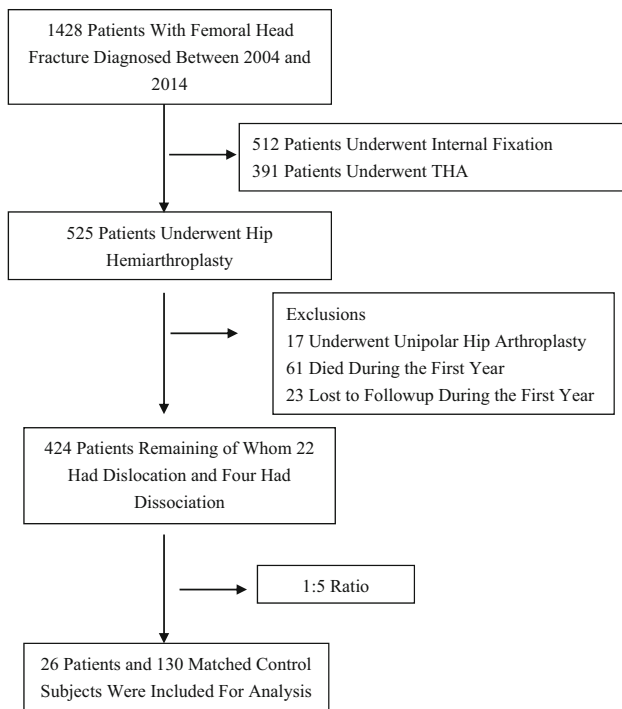 1428 Patients With Femoral Head
Fracture Diagnosed Between 2004 and
2014
512 Patients Underwent Internal Fixation
391 Patients Underwent THA
525 Patients Underwent Hip
Hemiarthroplasty
Exclusions
17 Underwent Unipolar Hip Arthroplasty
61 Died During the First Year
23 Lost to Followup During the First Year
424 Patients Remaining of Whom 22
Had Dislocation and Four Had
Dissociation
1:5 Ratio
26 Patients and 130 Matched Control
Subjects Were Included For Analysis